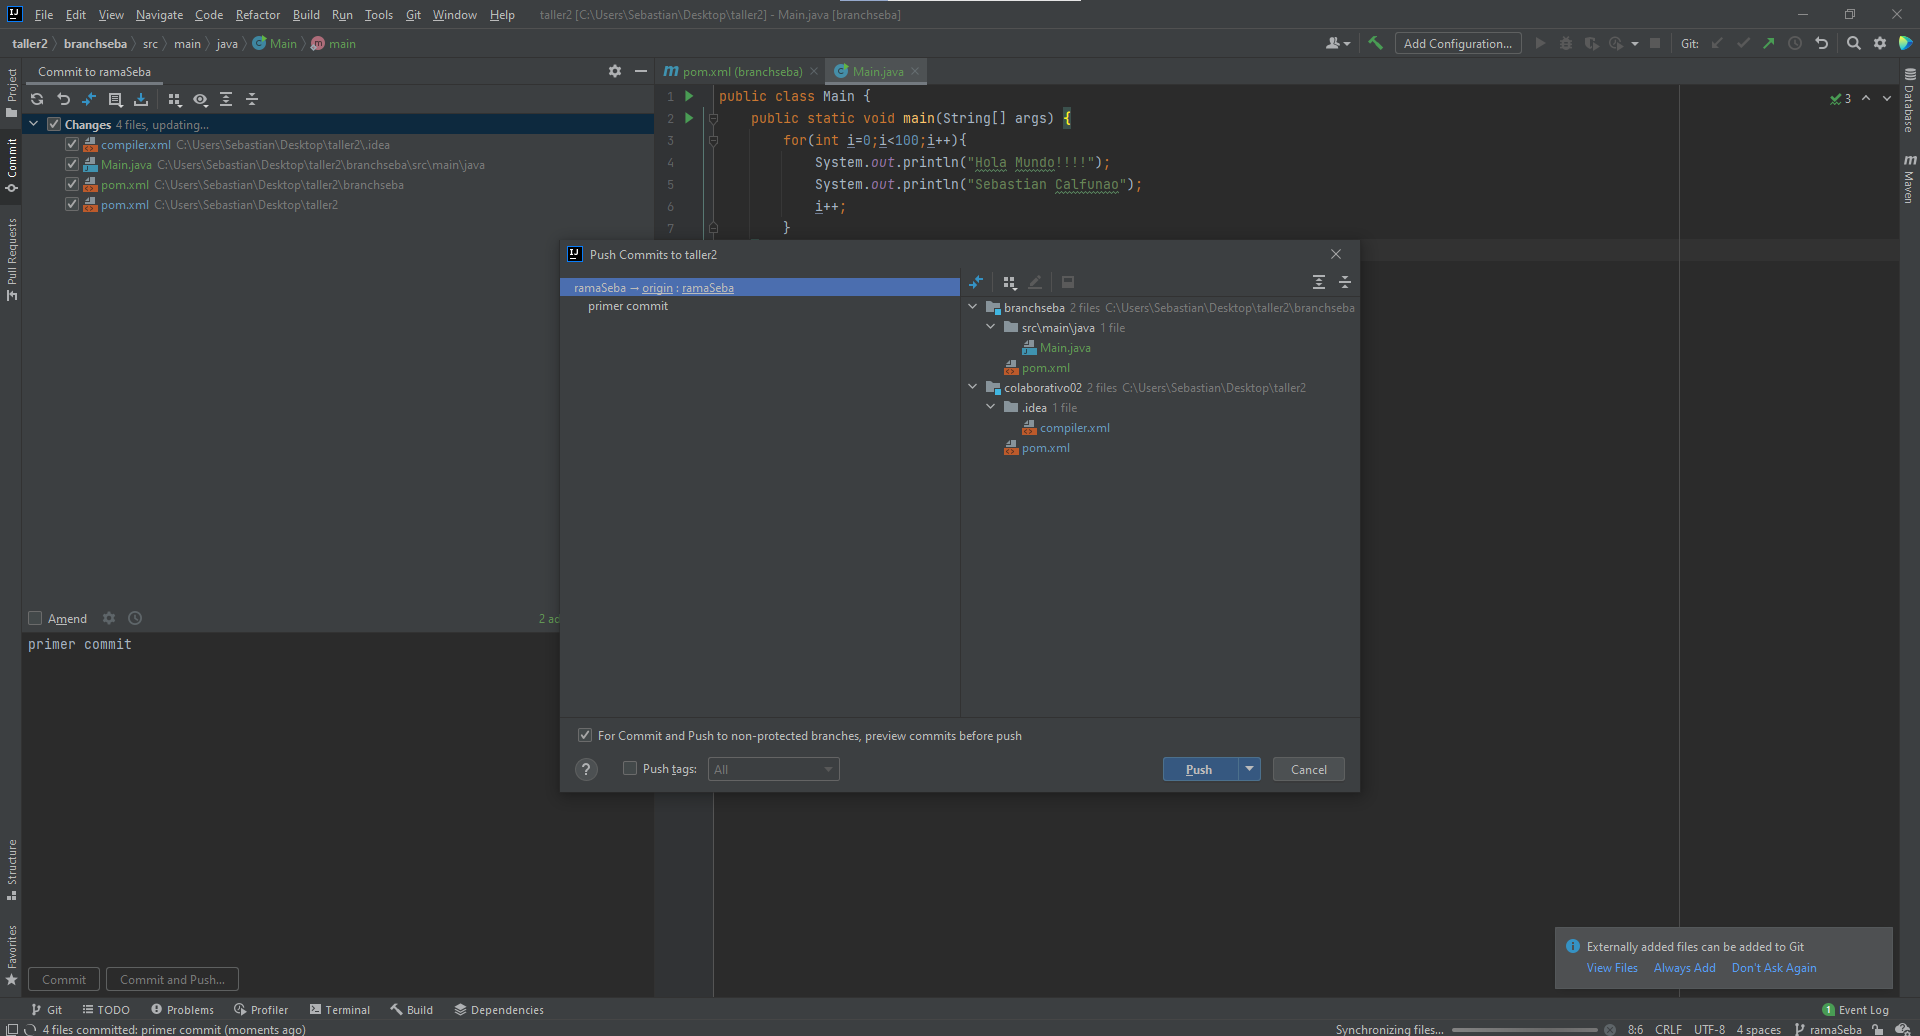 File Edit View Navigate Code Refactor Build Run Tools Git Window Help taller2 [C:\Users\Sebastian\Desktop\taller2] - Main.java [branchseba]
taller2 branchseba src main java Main main
Add Configuration...
Git:
Commit to ramaSeba
pom.xml (branchseba)
Main.java
Project
Commit
Pull Requests
Structure
Favorites
Database
Maven
Changes 4 files, updating...
compiler.xml C:\Users\Sebastian\Desktop\taller2\.idea
Main.java C:\Users\Sebastian\Desktop\taller2\branchseba\src\main\java
pom.xml C:\Users\Sebastian\Desktop\taller2\branchseba
pom.xml C:\Users\Sebastian\Desktop\taller2
1 public class Main {
2 public static void main(String[] args) {
3 for(int i=0;i<100;i++){
4 System.out.println("Hola Mundo!!!!");
5 System.out.println("Sebastian Calfunao");
6 i++;
7 }
3
Push Commits to taller2
ramaSeba → origin : ramaSeba
primer commit
branchseba 2 files C:\Users\Sebastian\Desktop\taller2\branchseba
src\main\java 1 file
Main.java
pom.xml
colaborativo02 2 files C:\Users\Sebastian\Desktop\taller2
.idea 1 file
compiler.xml
pom.xml
For Commit and Push to non-protected branches, preview commits before push
? Push tags: All
Push
Cancel
Amend
2 ad
primer commit
Commit
Commit and Push...
Externally added files can be added to Git
View Files Always Add Don't Ask Again
Git TODO Problems Profiler Terminal Build Dependencies
1 Event Log
4 files committed: primer commit (moments ago)
Synchronizing files... 8:6 CRLF UTF-8 4 spaces ramaSeba